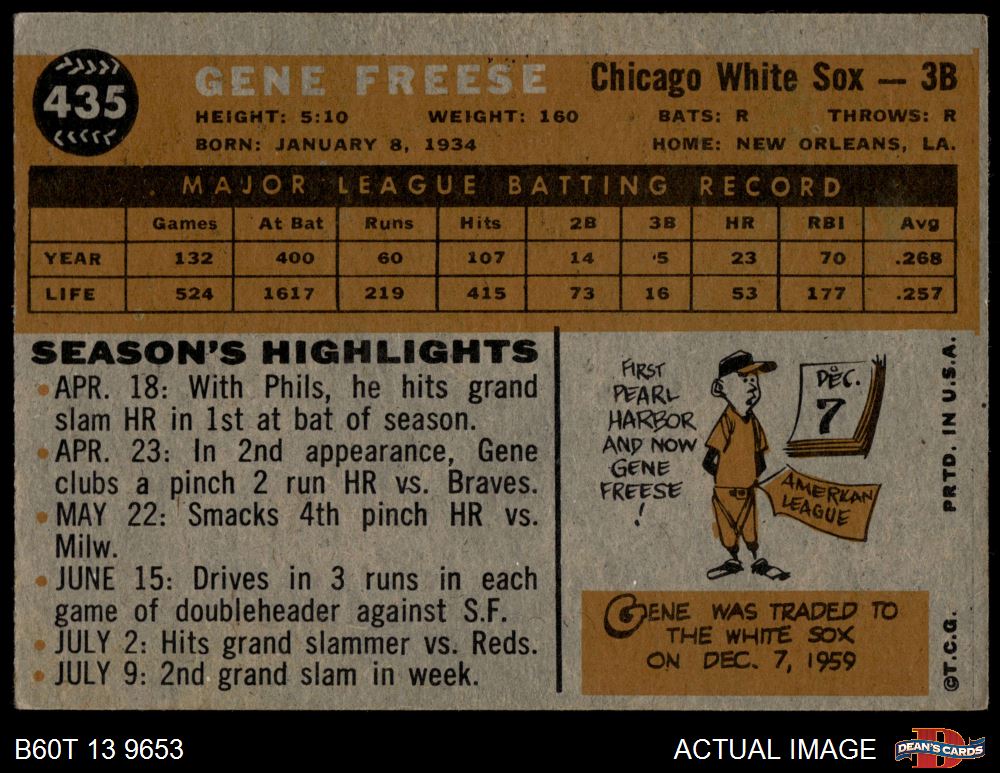 435
GENE FREESE Chicago White Sox — 3B
HEIGHT: 5:10 WEIGHT: 160 BATS: R THROWS: R
BORN: JANUARY 8, 1934 HOME: NEW ORLEANS, LA.
MAJOR LEAGUE BATTING RECORD
Games At Bat Runs Hits 2B 3B HR RBI Avg
YEAR 132 400 60 107 14 5 23 70 .268
LIFE 524 1617 219 415 73 16 53 177 .257
SEASON'S HIGHLIGHTS
APR. 18: With Phils, he hits grand
slam HR in 1st at bat of season.
APR. 23: In 2nd appearance, Gene
clubs a pinch 2 run HR vs. Braves.
MAY 22: Smacks 4th pinch HR vs.
Milw.
JUNE 15: Drives in 3 runs in each
game of doubleheader against S.F.
JULY 2: Hits grand slammer vs. Reds.
JULY 9: 2nd grand slam in week.
FIRST
PEARL
HARBOR
AND NOW
GENE
FREESE
!
DEC.
7
AMERICAN
LEAGUE
GENE WAS TRADED TO
THE WHITE SOX
ON DEC. 7, 1959
PRTD. IN U.S.A.
©T.C.G.
B60T 13 9653 ACTUAL IMAGE
D
DEAN'S CARDS